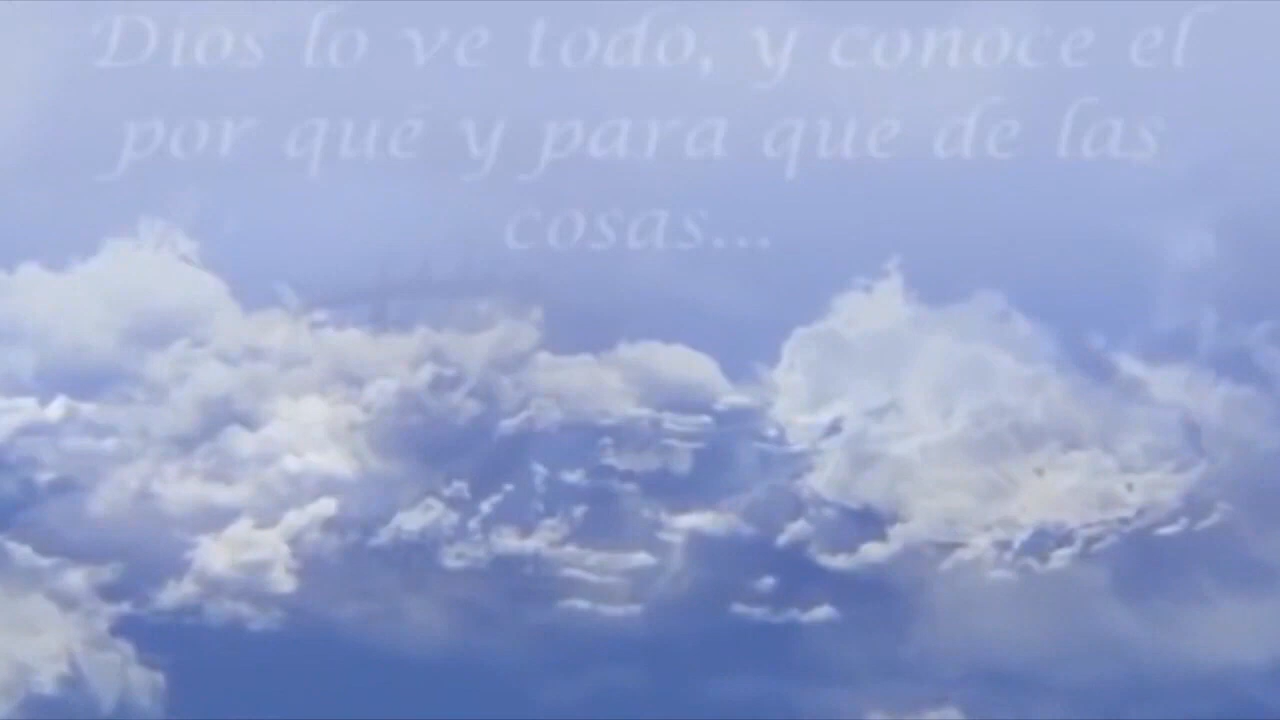 Dios lo ve todo, y conoce el
por qué y para qué de las
cosas...